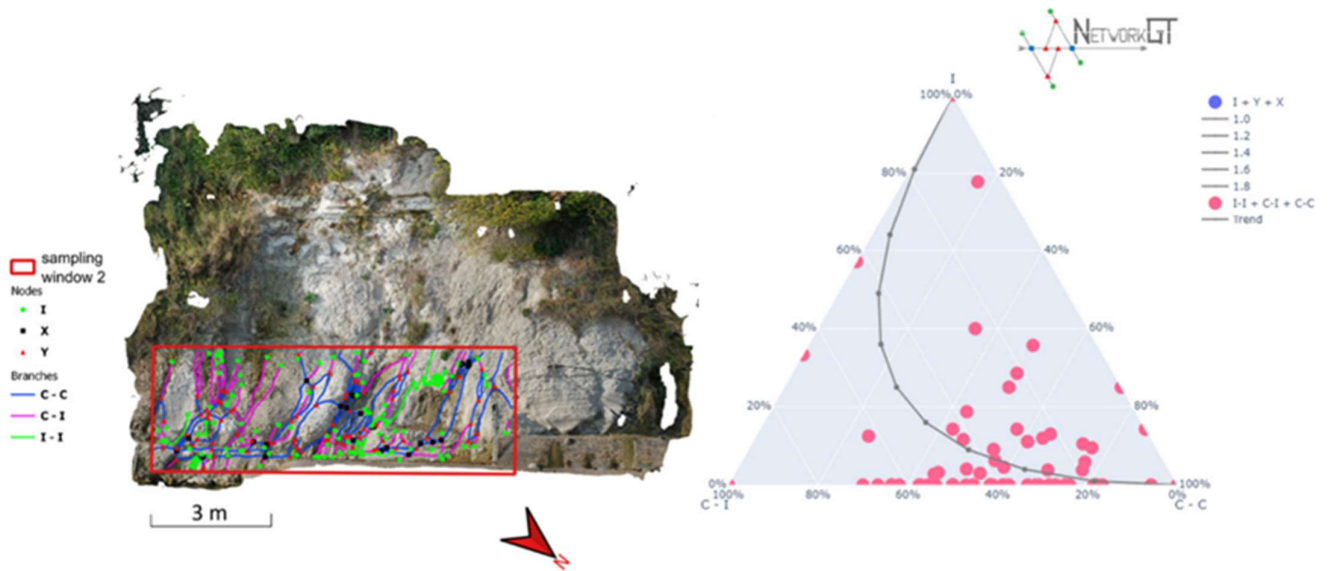 sampling
window 2
Nodes
I
X
Y
Branches
C - C
C - I
I - I
3 m
N
NETWORKGT
I
100% 0%
80% 20%
60% 40%
40% 60%
20% 80%
0% 100%
100% 80% 60% 40% 20% 0%
C - I C - C
I + Y + X
1.0
1.2
1.4
1.6
1.8
I-I + C-I + C-C
Trend